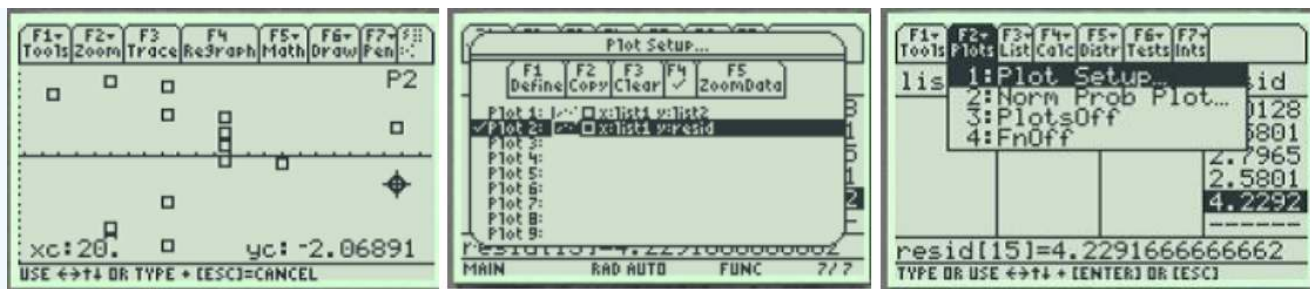 F1 F2 F3 F4 F5 F6 F7
Tools Zoom Trace Regraph Math Draw Pen
P2
xc:20. yc:-2.06891
USE ←→↑↓ OR TYPE + [ESC]=CANCEL
Plot Setup...
F1 F2 F3 F4 F5
Define Copy Clear ✓ ZoomData
Plot 1: x:list1 y:list2
✓Plot 2: x:list1 y:resid
Plot 3:
Plot 4:
Plot 5:
Plot 6:
Plot 7:
Plot 8:
Plot 9:
MAIN RAD AUTO FUNC 7/7
F1 F2 F3 F4 F5 F6 F7
Tools Plots List Calc Distr Tests Ints
lis 1:Plot Setup... sid
2:Norm Prob Plot... 0128
3:PlotsOff 5801
4:FnOff 2.7965
2.5801
4.2292
------
resid[15]=4.2291666666662
TYPE OR USE ←→↑↓ + [ENTER] OR [ESC]